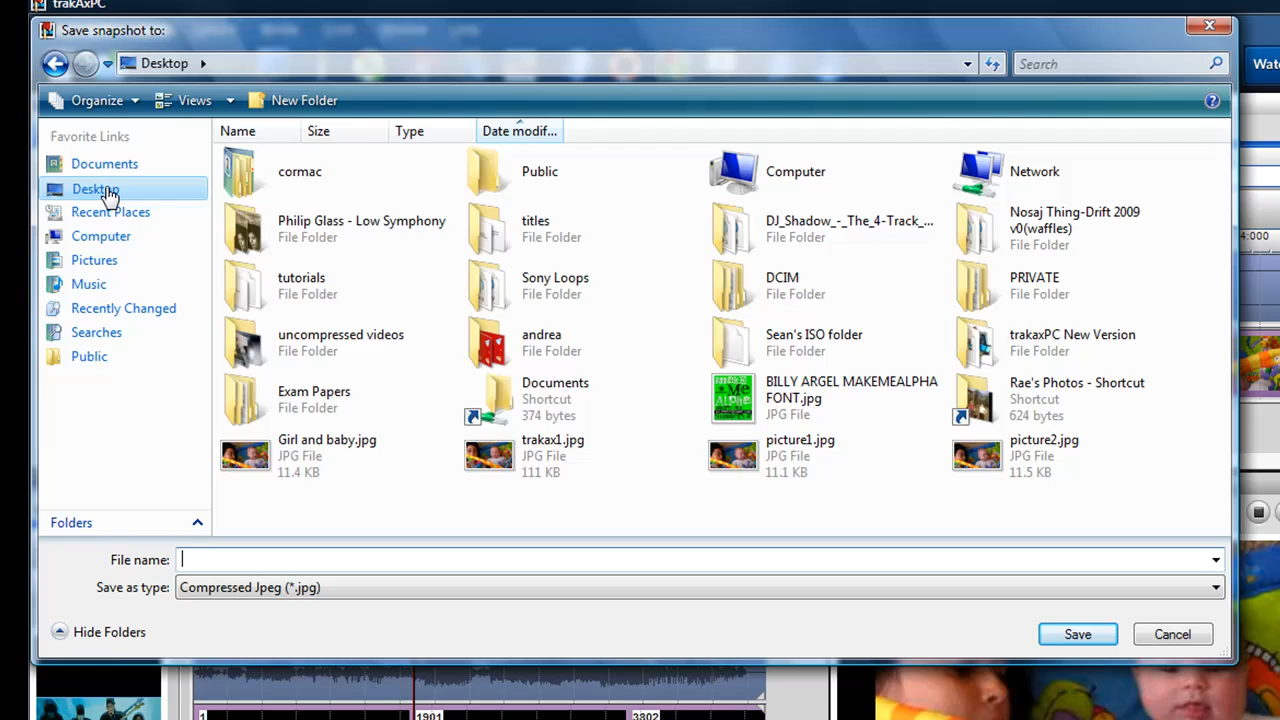 trakAxPC
Save snapshot to:
Desktop
Search
Organize
Views
New Folder
Wat
Favorite Links
Documents
Desktop
Recent Places
Computer
Pictures
Music
Recently Changed
Searches
Public
Folders
Name
Size
Type
Date modif...
cormac
Public
Computer
Network
Philip Glass - Low Symphony
File Folder
titles
File Folder
DJ_Shadow_-_The_4-Track_...
File Folder
Nosaj Thing-Drift 2009
v0(waffles)
File Folder
tutorials
File Folder
Sony Loops
File Folder
DCIM
File Folder
PRIVATE
File Folder
uncompressed videos
File Folder
andrea
File Folder
Sean's ISO folder
File Folder
trakaxPC New Version
File Folder
Exam Papers
File Folder
Documents
Shortcut
374 bytes
BILLY ARGEL MAKEMEALPHA
FONT.jpg
JPG File
Rae's Photos - Shortcut
Shortcut
624 bytes
Girl and baby.jpg
JPG File
11.4 KB
trakax1.jpg
JPG File
111 KB
picture1.jpg
JPG File
11.1 KB
picture2.jpg
JPG File
11.5 KB
4:000
File name:
Save as type:
Compressed Jpeg (*.jpg)
Hide Folders
Save
Cancel
1
1901
3802